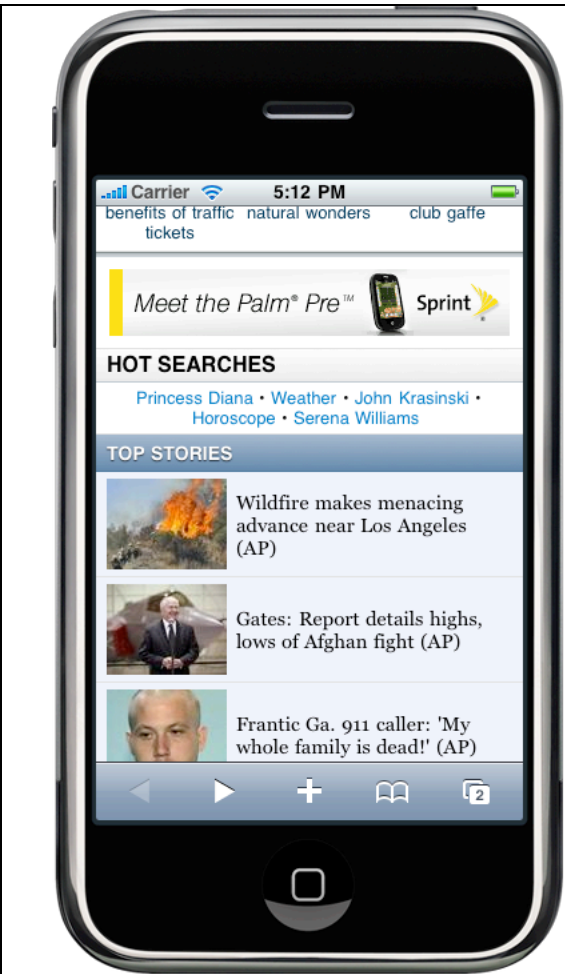 Carrier 5:12 PM
benefits of traffic natural wonders club gaffe
tickets
Meet the Palm® Pre™ Sprint
HOT SEARCHES
Princess Diana • Weather • John Krasinski •
Horoscope • Serena Williams
TOP STORIES
Wildfire makes menacing
advance near Los Angeles
(AP)
Gates: Report details highs,
lows of Afghan fight (AP)
Frantic Ga. 911 caller: 'My
whole family is dead!' (AP)
2